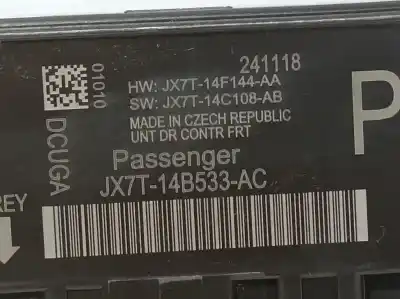 241118
HW: JX7T-14F144-AA
SW: JX7T-14C108-AB
MADE IN CZECH REPUBLIC
UNT DR CONTR FRT
01010
DCUGA
P
Passenger
JX7T-14B533-AC
REY